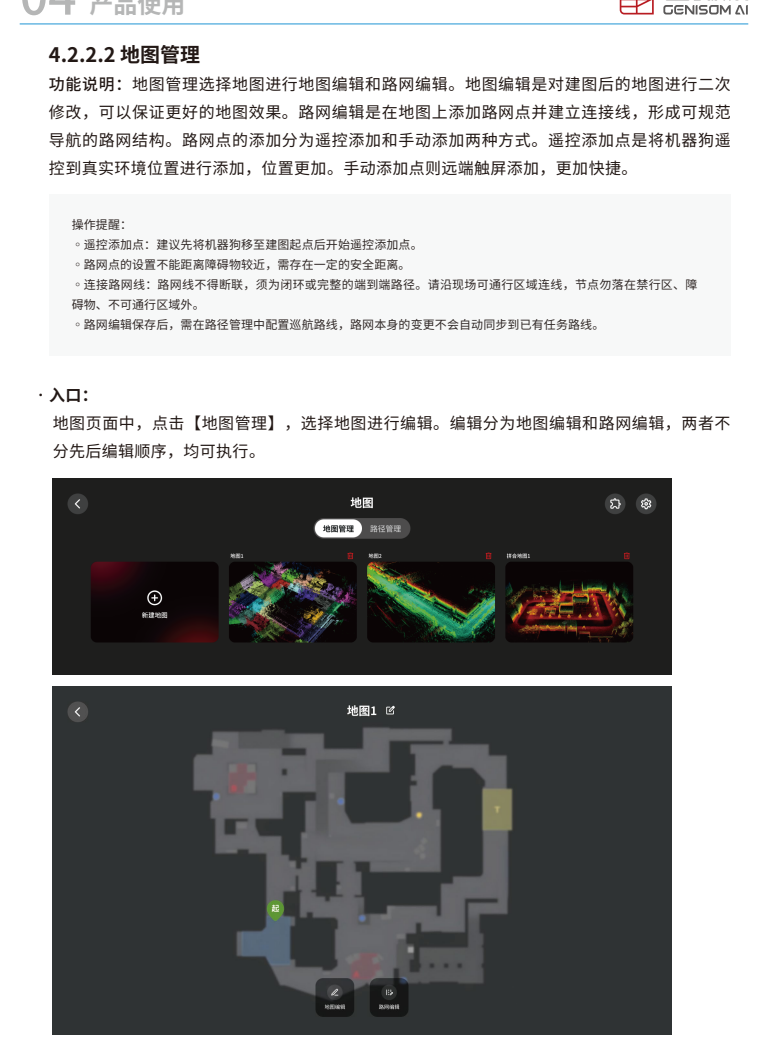 04 产品使用
GENISOM AI
4.2.2.2 地图管理
功能说明：地图管理选择地图进行地图编辑和路网编辑。地图编辑是对建图后的地图进行二次
修改，可以保证更好的地图效果。路网编辑是在地图上添加路网点并建立连接线，形成可规范
导航的路网结构。路网点的添加分为遥控添加和手动添加两种方式。遥控添加点是将机器狗遥
控到真实环境位置进行添加，位置更加。手动添加点则远端触屏添加，更加快捷。
操作提醒：
◦遥控添加点：建议先将机器狗移至建图起点后开始遥控添加点。
◦路网点的设置不能距离障碍物较近，需存在一定的安全距离。
◦连接路网线：路网线不得断联，须为闭环或完整的端到端路径。请沿现场可通行区域连线，节点勿落在禁行区、障
碍物、不可通行区域外。
◦路网编辑保存后，需在路径管理中配置巡航路线，路网本身的变更不会自动同步到已有任务路线。
· 入口：
地图页面中，点击【地图管理】，选择地图进行编辑。编辑分为地图编辑和路网编辑，两者不
分先后编辑顺序，均可执行。
地图
地图管理 路径管理
地图1 地图2 拼合地图1
新建地图
地图1
起
地图编辑 路网编辑